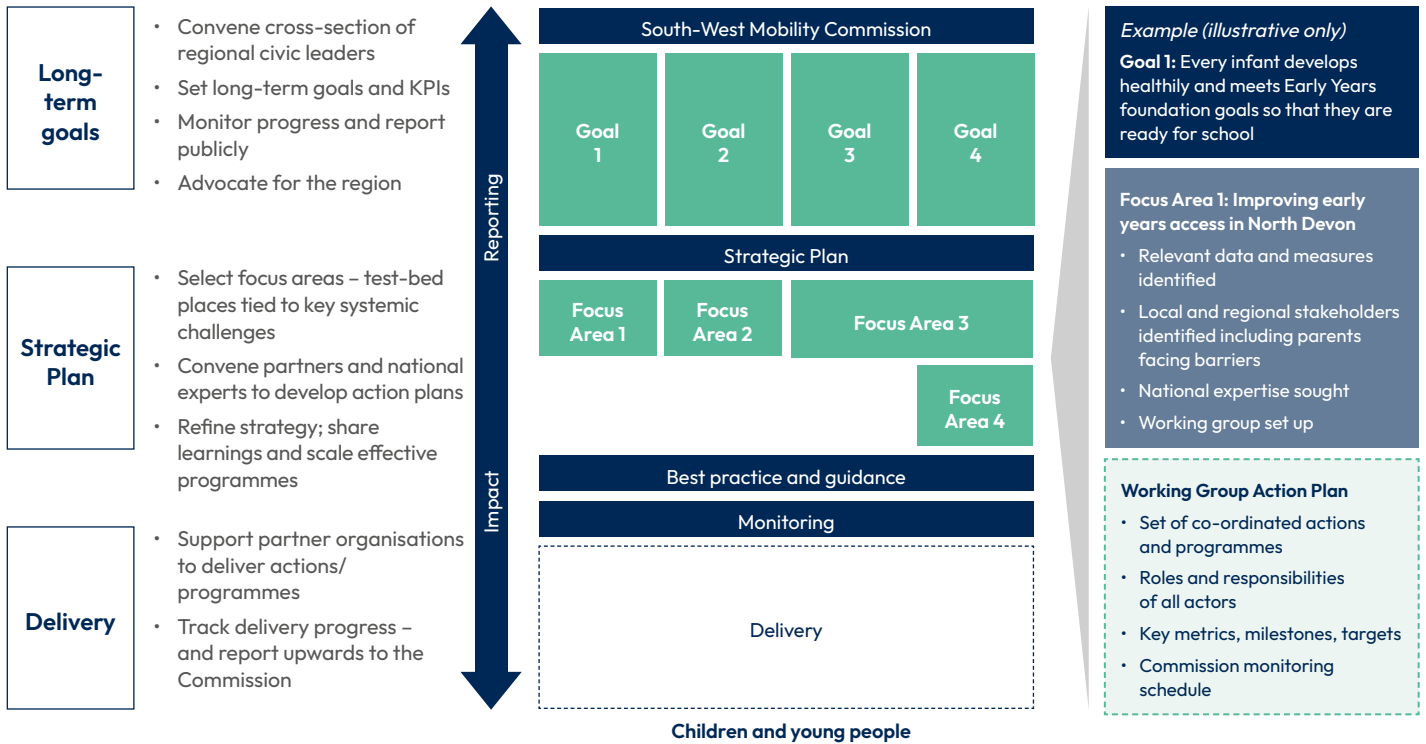 Long-
term
goals
• Convene cross-section of
regional civic leaders
• Set long-term goals and KPIs
• Monitor progress and report
publicly
• Advocate for the region
Strategic
Plan
• Select focus areas – test-bed
places tied to key systemic
challenges
• Convene partners and national
experts to develop action plans
• Refine strategy; share
learnings and scale effective
programmes
Delivery
• Support partner organisations
to deliver actions/
programmes
• Track delivery progress –
and report upwards to the
Commission
Reporting
Impact
South-West Mobility Commission
Goal
1
Goal
2
Goal
3
Goal
4
Strategic Plan
Focus
Area 1
Focus
Area 2
Focus Area 3
Focus
Area 4
Best practice and guidance
Monitoring
Delivery
Children and young people
Example (illustrative only)
Goal 1: Every infant develops
healthily and meets Early Years
foundation goals so that they are
ready for school
Focus Area 1: Improving early
years access in North Devon
• Relevant data and measures
identified
• Local and regional stakeholders
identified including parents
facing barriers
• National expertise sought
• Working group set up
Working Group Action Plan
• Set of co-ordinated actions
and programmes
• Roles and responsibilities
of all actors
• Key metrics, milestones, targets
• Commission monitoring
schedule